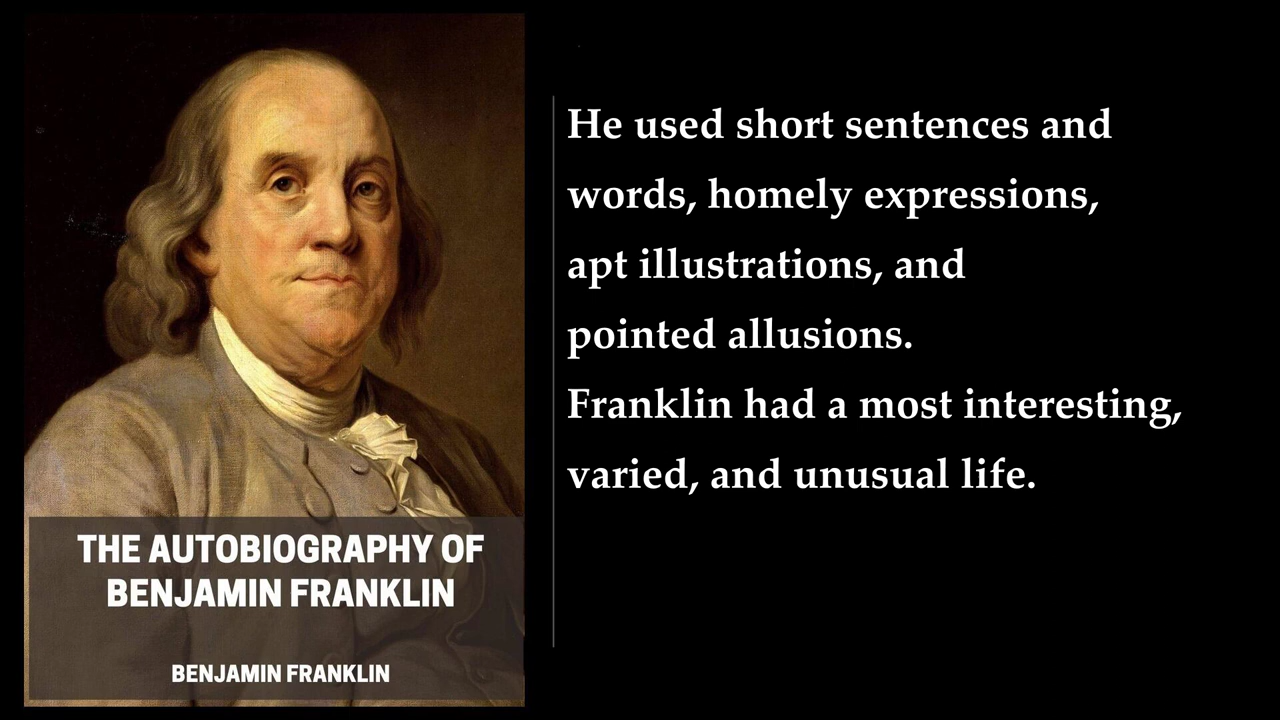 He used short sentences and
words, homely expressions,
apt illustrations, and
pointed allusions.
Franklin had a most interesting,
varied, and unusual life.
THE AUTOBIOGRAPHY OF
BENJAMIN FRANKLIN
BENJAMIN FRANKLIN